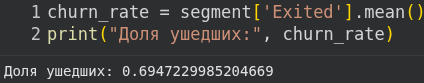 1 churn_rate = segment['Exited'].mean()
2 print("Доля ушедших:", churn_rate)
Доля ушедших: 0.6947229985204669